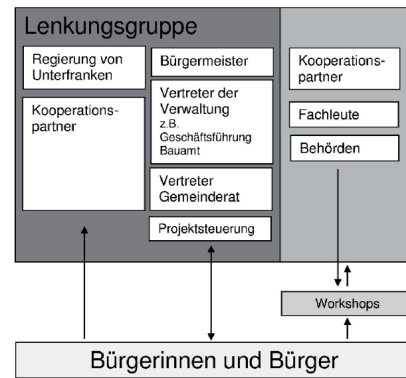 Lenkungsgruppe
Regierung von
Unterfranken
Kooperations-
partner
Bürgermeister
Vertreter der
Verwaltung
z.B.
Geschäftsführung
Bauamt
Vertreter
Gemeinderat
Projektsteuerung
Kooperations-
partner
Fachleute
Behörden
Workshops
Bürgerinnen und Bürger